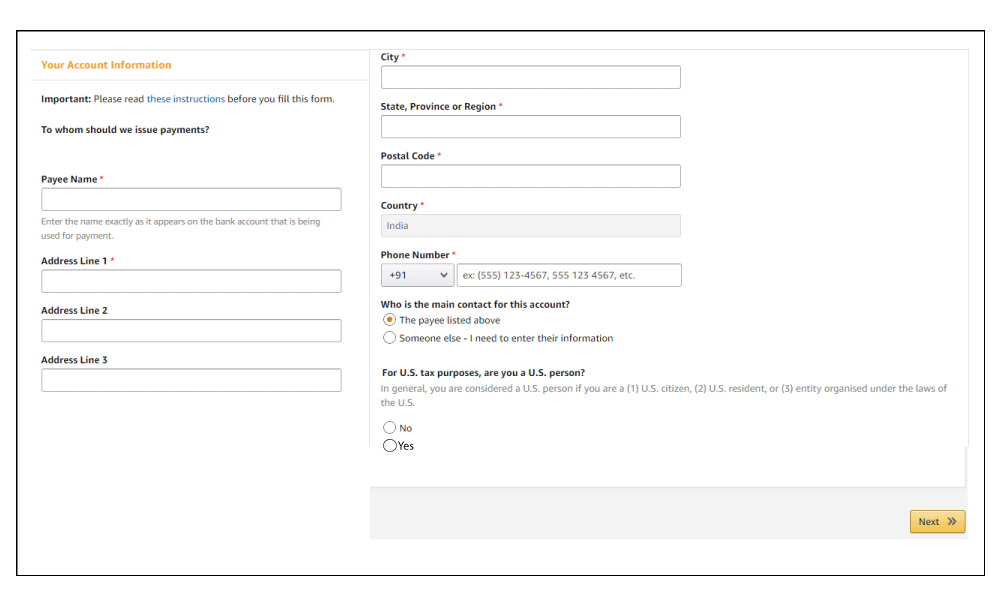 Your Account Information
Important: Please read these instructions before you fill this form.
To whom should we issue payments?
Payee Name *
Enter the name exactly as it appears on the bank account that is being
used for payment.
Address Line 1 *
Address Line 2
Address Line 3
City *
State, Province or Region *
Postal Code *
Country *
India
Phone Number *
+91 ex: (555) 123-4567, 555 123 4567, etc.
Who is the main contact for this account?
The payee listed above
Someone else - I need to enter their information
For U.S. tax purposes, are you a U.S. person?
In general, you are considered a U.S. person if you are a (1) U.S. citizen, (2) U.S. resident, or (3) entity organised under the laws of
the U.S.
No
Yes
Next »